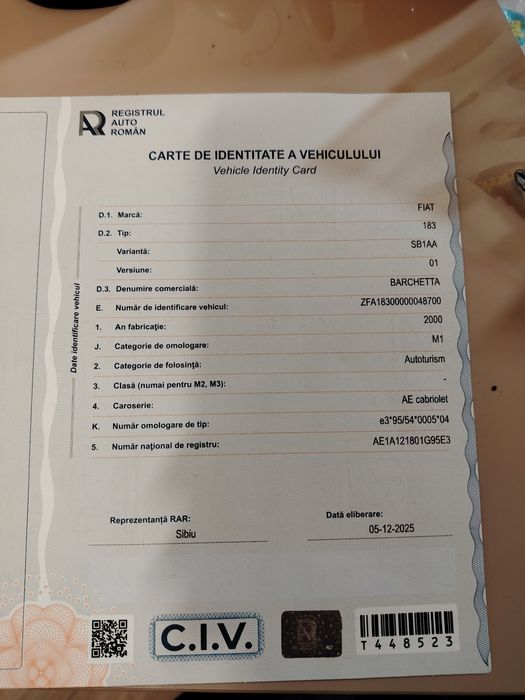 REGISTRUL
AUTO
ROMÂN
CARTE DE IDENTITATE A VEHICULULUI
Vehicle Identity Card
Date identificare vehicul
D.1. Marcă: FIAT
D.2. Tip: 183
Variantă: SB1AA
Versiune: 01
D.3. Denumire comercială: BARCHETTA
E. Număr de identificare vehicul: ZFA18300000048700
1. An fabricație: 2000
J. Categorie de omologare: M1
2. Categorie de folosință: Autoturism
3. Clasă (numai pentru M2, M3): -
4. Caroserie: AE cabriolet
K. Număr omologare de tip: e3*95/54*0005*04
5. Număr național de registru: AE1A121801G95E3
Reprezentanță RAR: Dată eliberare:
Sibiu 05-12-2025
C.I.V.
T448523